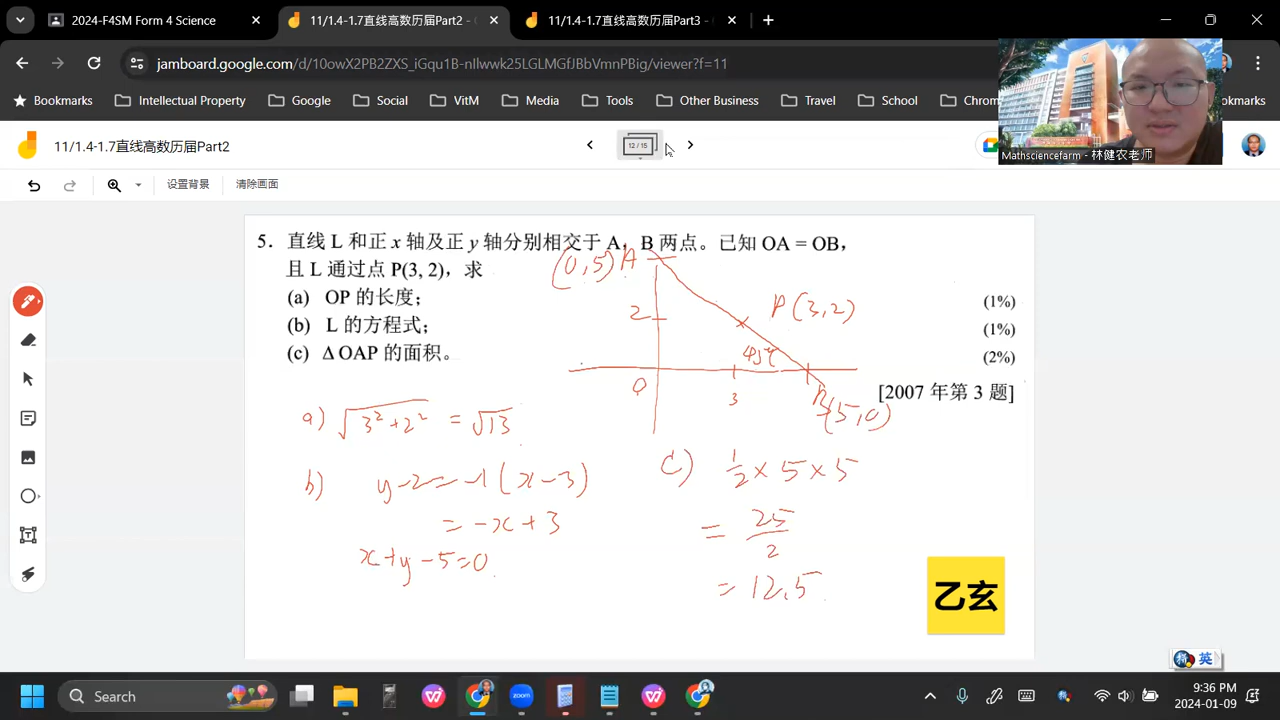 2024-F4SM Form 4 Science
11/1.4-1.7直线高数历届Part2 -
11/1.4-1.7直线高数历届Part3 -
jamboard.google.com/d/10owX2PB2ZXS_iGqu1B-nIlwwk25LGLMGfJBbVmnPBig/viewer?f=11
Bookmarks Intellectual Property Google Social VitM Media Tools Other Business Travel School Chrom
ookmarks
Mathsciencefarm - 林健农老师
11/1.4-1.7直线高数历届Part2
12 / 15
设置背景 清除画面
5. 直线 L 和正 x 轴及正 y 轴分别相交于 A，B 两点。已知 OA = OB，
且 L 通过点 P(3, 2)，求
(a) OP 的长度； (1%)
(b) L 的方程式； (1%)
(c) Δ OAP 的面积。 (2%)
[2007 年第 3 题]
(0,5) A
2
P(3,2)
45°
0
3
B(5,0)
a) √3²+2² = √13
b) y-2=-1(x-3)
= -x+3
x+y-5=0
c) 1/2 × 5 × 5
= 25/2
= 12.5
乙玄
英
Search
9:36 PM
2024-01-09